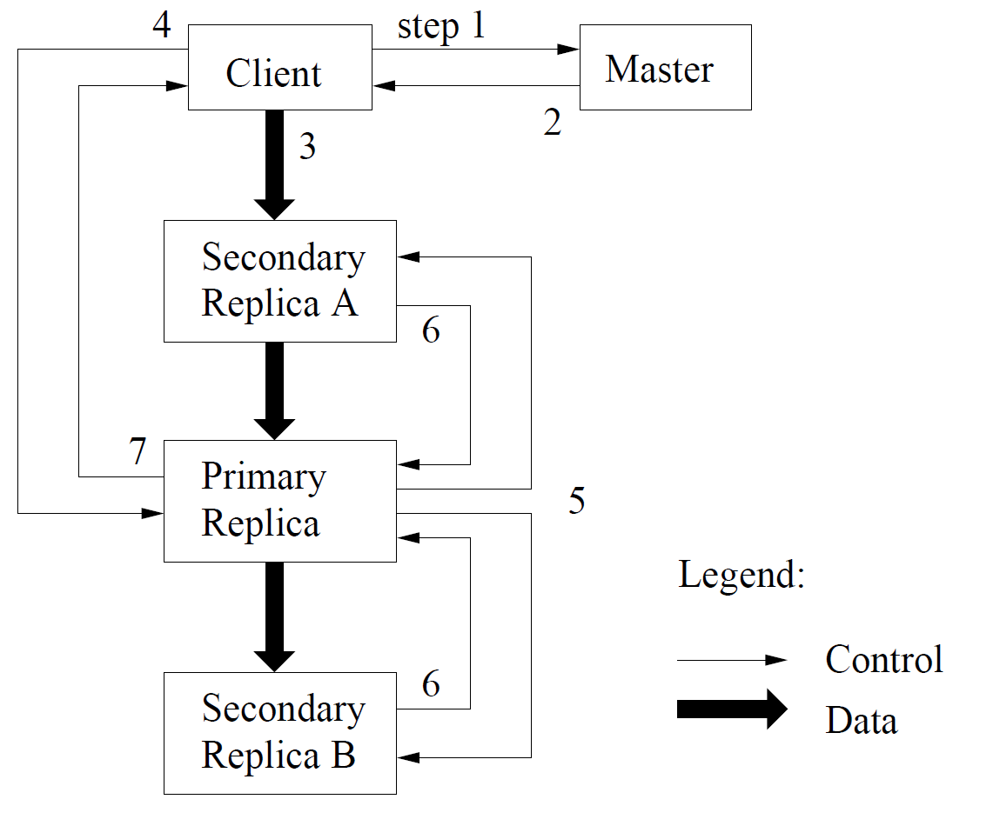 4
step 1
Client
Master
2
3
Secondary
Replica A
6
7
Primary
Replica
5
Legend:
Control
6
Secondary
Replica B
Data